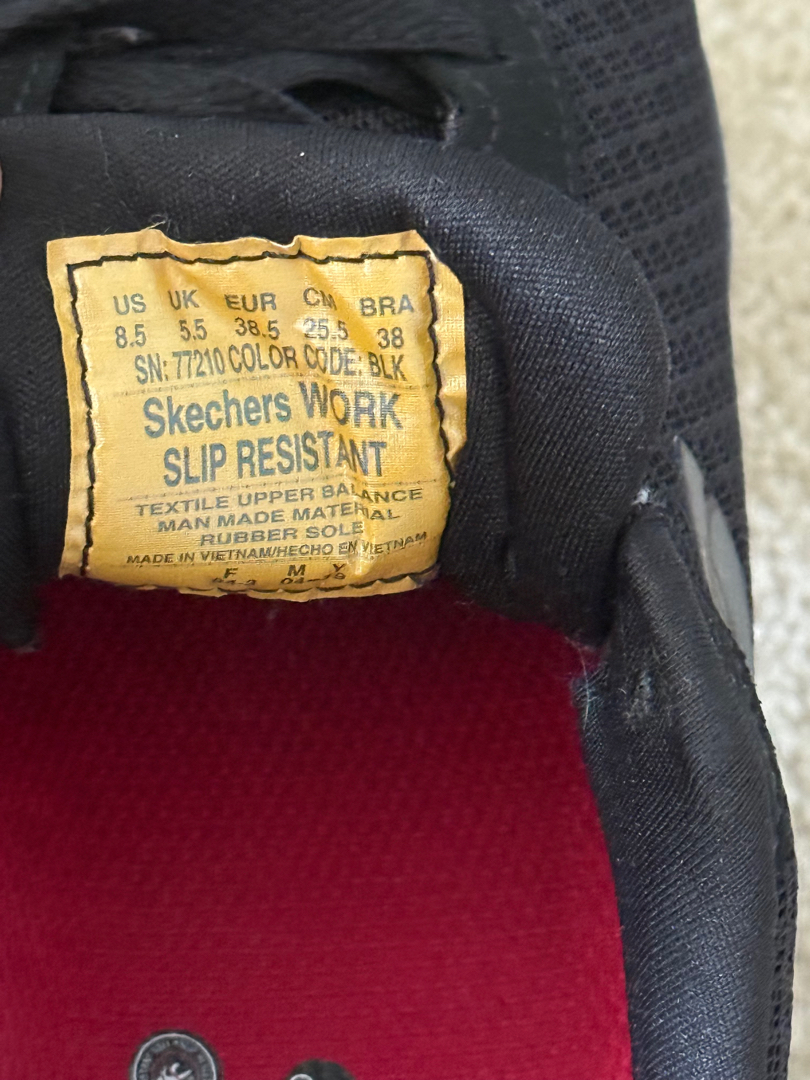 US UK EUR CM BRA
8.5 5.5 38.5 25.5 38
SN: 77210 COLOR CODE: BLK
Skechers WORK
SLIP RESISTANT
TEXTILE UPPER BALANCE
MAN MADE MATERIAL
RUBBER SOLE
MADE IN VIETNAM/HECHO EN VIETNAM
F M Y